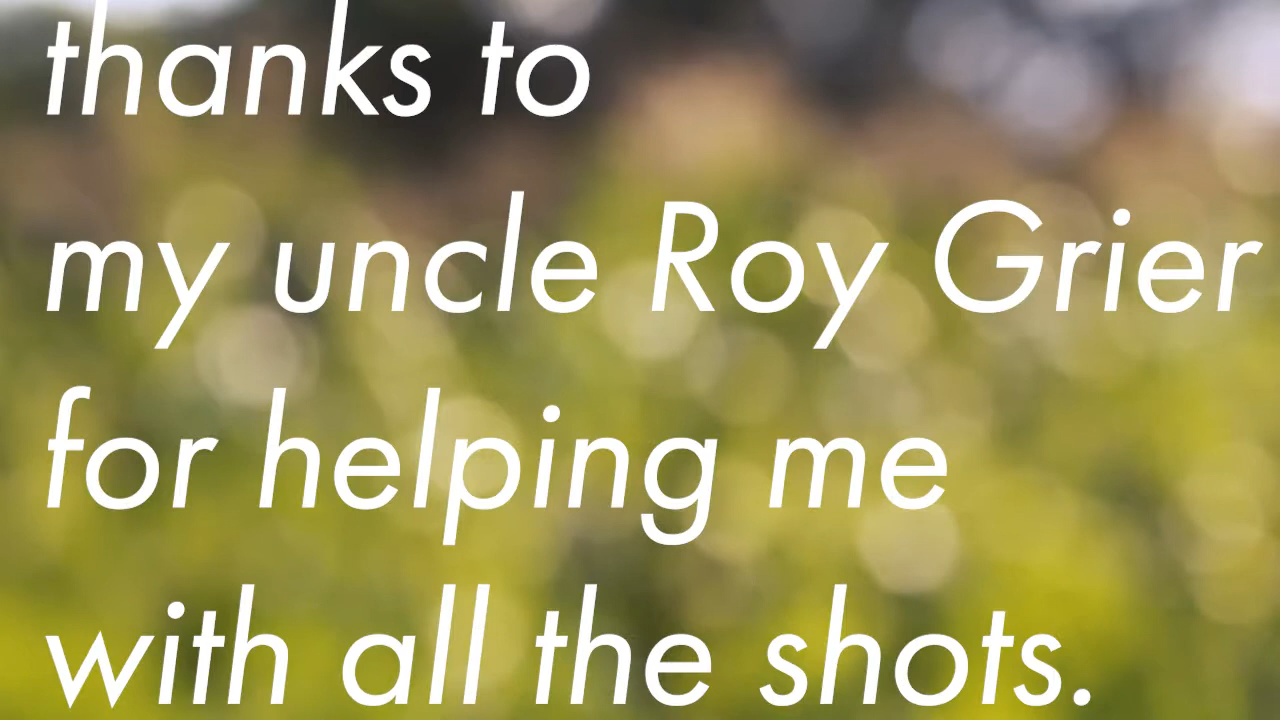 thanks to
my uncle Roy Grier
for helping me
with all the shots.